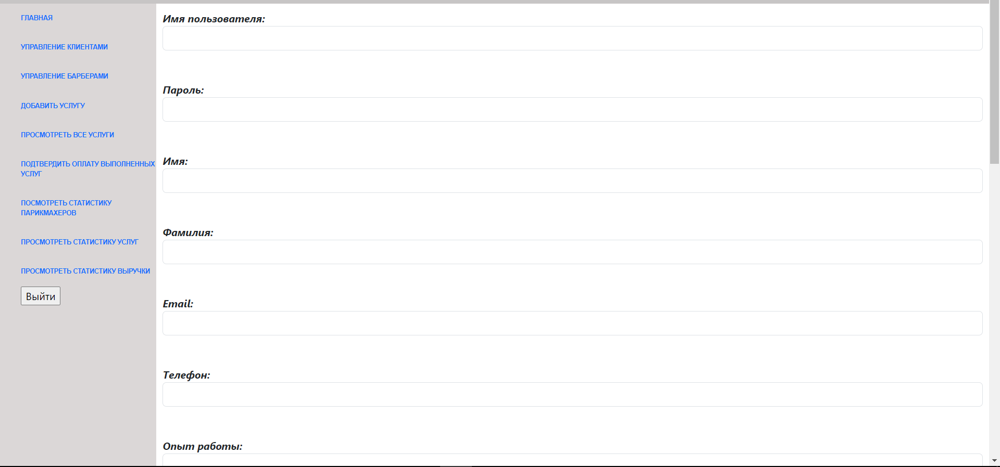 ГЛАВНАЯ
УПРАВЛЕНИЕ КЛИЕНТАМИ
УПРАВЛЕНИЕ БАРБЕРАМИ
ДОБАВИТЬ УСЛУГУ
ПРОСМОТРЕТЬ ВСЕ УСЛУГИ
ПОДТВЕРДИТЬ ОПЛАТУ ВЫПОЛНЕННЫХ
УСЛУГ
ПОСМОТРЕТЬ СТАТИСТИКУ
ПАРИКМАХЕРОВ
ПРОСМОТРЕТЬ СТАТИСТИКУ УСЛУГ
ПРОСМОТРЕТЬ СТАТИСТИКУ ВЫРУЧКИ
Выйти
Имя пользователя:
Пароль:
Имя:
Фамилия:
Email:
Телефон:
Опыт работы: